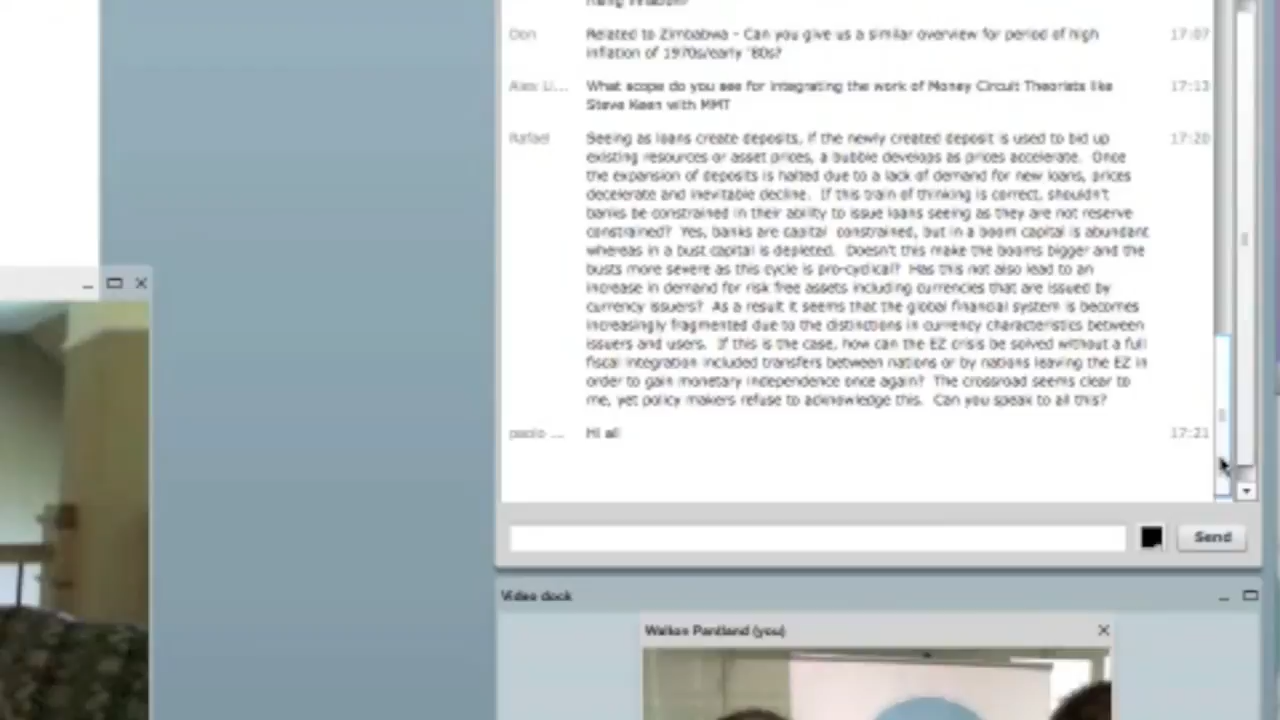 rising inflation?
Don Related to Zimbabwa - Can you give us a similar overview for period of high 17:07
inflation of 1970s/early '80s?
Alex Li... What scope do you see for integrating the work of Money Circuit Theorists like 17:13
Steve Keen with MMT
Rafael Seeing as loans create deposits, if the newly created deposit is used to bid up 17:20
existing resources or asset prices, a bubble develops as prices accelerate. Once
the expansion of deposits is halted due to a lack of demand for new loans, prices
decelerate and inevitable decline. If this train of thinking is correct, shouldn't
banks be constrained in their ability to issue loans seeing as they are not reserve
constrained? Yes, banks are capital constrained, but in a boom capital is abundant
whereas in a bust capital is depleted. Doesn't this make the booms bigger and the
busts more severe as this cycle is pro-cyclical? Has this not also lead to an
increase in demand for risk free assets including currencies that are issued by
currency issuers? As a result it seems that the global financial system is becomes
increasingly fragmented due to the distinctions in currency characteristics between
issuers and users. If this is the case, how can the EZ crisis be solved without a full
fiscal integration included transfers between nations or by nations leaving the EZ in
order to gain monetary independence once again? The crossroad seems clear to
me, yet policy makers refuse to acknowledge this. Can you speak to all this?
paolo ... Hi all 17:21
Send
Video dock
Walton Pantland (you)